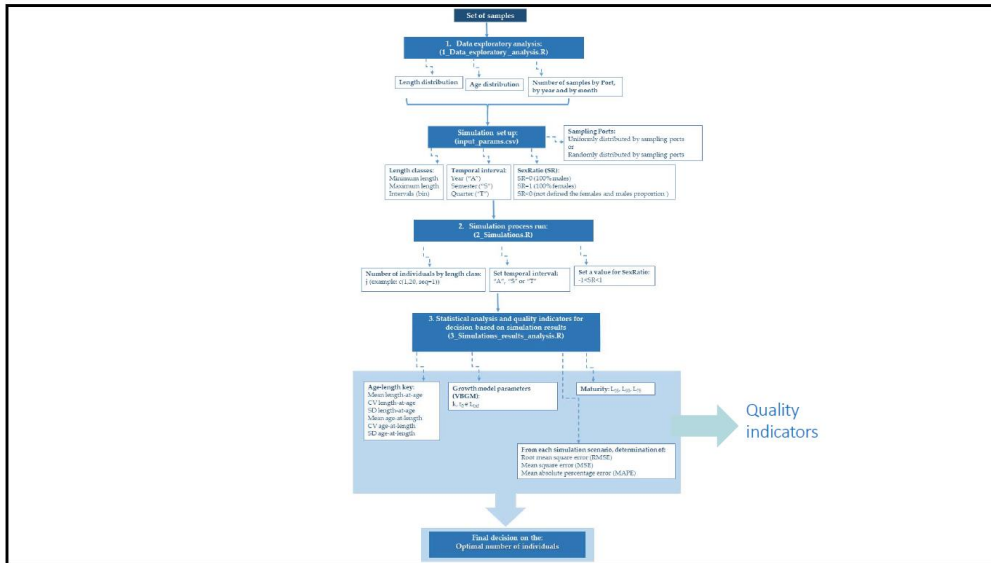 Set of samples
1. Data exploratory analysis:
(1_Data_exploratory_analysis.R)
Length distribution
Age distribution
Number of samples by Port,
by year and by month
Simulation set up:
(input_params.csv)
Sampling Ports:
Uniformly distributed by sampling ports
or
Randomly distributed by sampling ports
Length classes:
Minimum length
Maximum length
Intervals (bin)
Temporal interval:
Year ("A")
Semester ("S")
Quarter ("T")
SexRatio (SR):
SR=0 (100% males)
SR=1 (100% females)
SR<0 (not defined the females and males proportion )
2. Simulation process run:
(2_Simulations.R)
Number of individuals by length class:
j (example: c(1,20, seq=1))
Set temporal interval:
"A", "S" or "T"
Set a value for SexRatio:
-1<SR<1
3. Statistical analysis and quality indicators for
decision based on simulation results
(3_Simulations_results_analysis.R)
Age-length key:
Mean length-at-age
CV length-at-age
SD length-at-age
Mean age-at-length
CV age-at-length
SD age-at-length
Growth model parameters
(VBGM):
Maturity:
From each simulation scenario, determination of:
Root mean square error (RMSE)
Mean square error (MSE)
Mean absolute percentage error (MAPE)
Quality
indicators
Final decision on the:
Optimal number of individuals